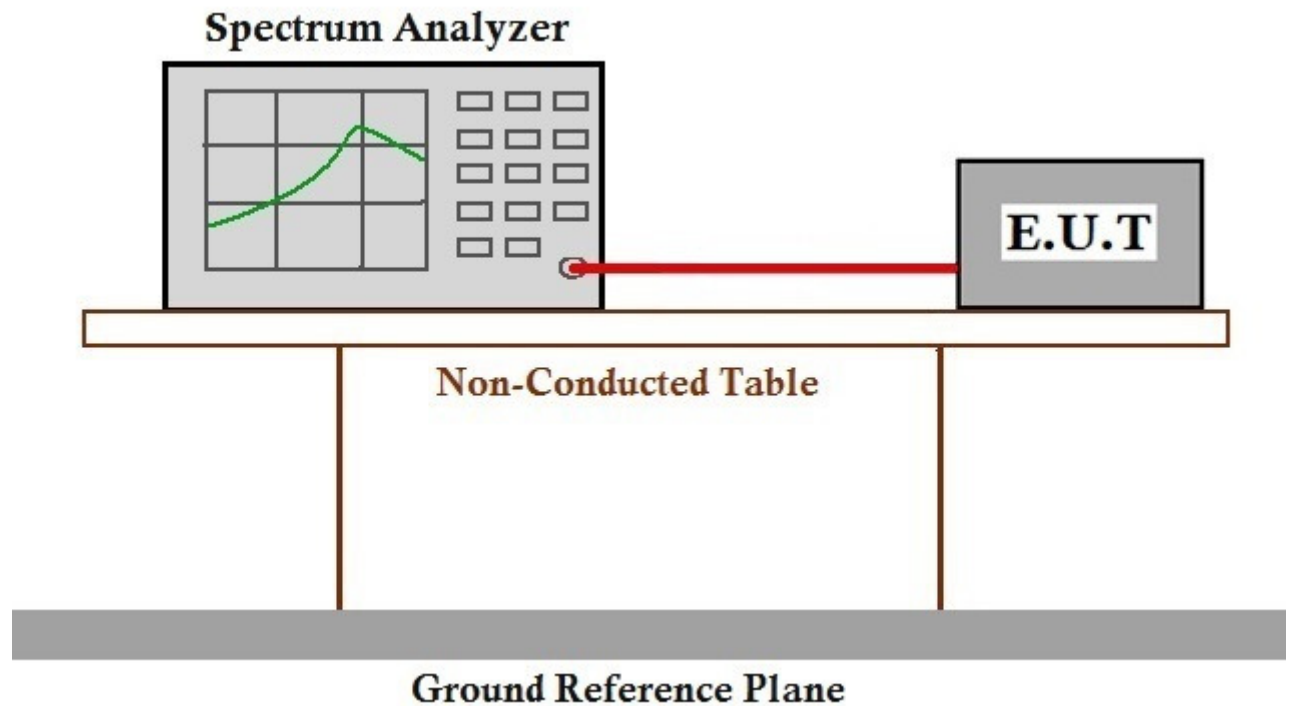 Spectrum Analyzer
E.U.T
Non-Conducted Table
Ground Reference Plane